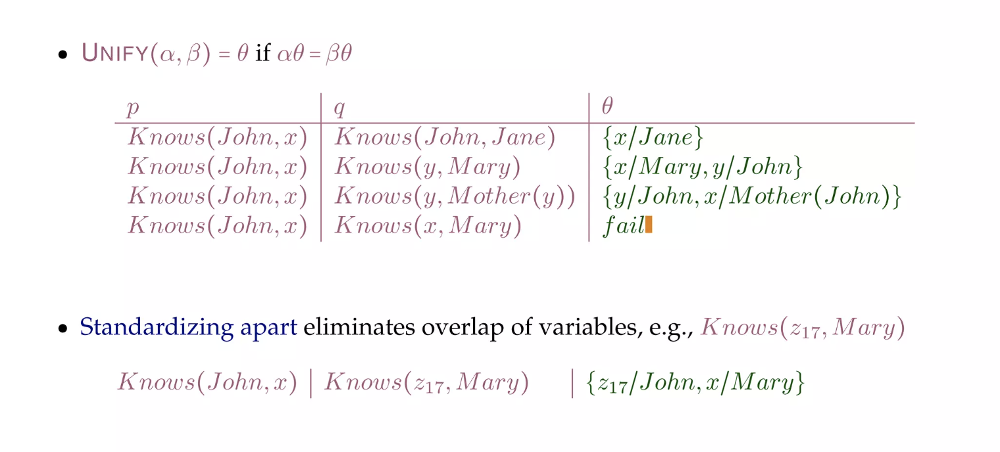 • UNIFY(α, β) = θ if αθ = βθ
p | q | θ
Knows(John, x) | Knows(John, Jane) | {x/Jane}
Knows(John, x) | Knows(y, Mary) | {x/Mary, y/John}
Knows(John, x) | Knows(y, Mother(y)) | {y/John, x/Mother(John)}
Knows(John, x) | Knows(x, Mary) | fail
• Standardizing apart eliminates overlap of variables, e.g., Knows(z₁₇, Mary)
Knows(John, x) | Knows(z₁₇, Mary) | {z₁₇/John, x/Mary}